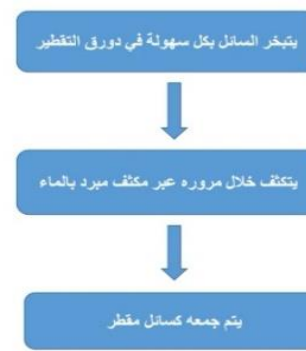 يتبخر السائل بكل سهولة في دورق التقطير
يتكثف خلال مروره عبر مكثف مبرد بالماء
يتم جمعه كسائل مقطر